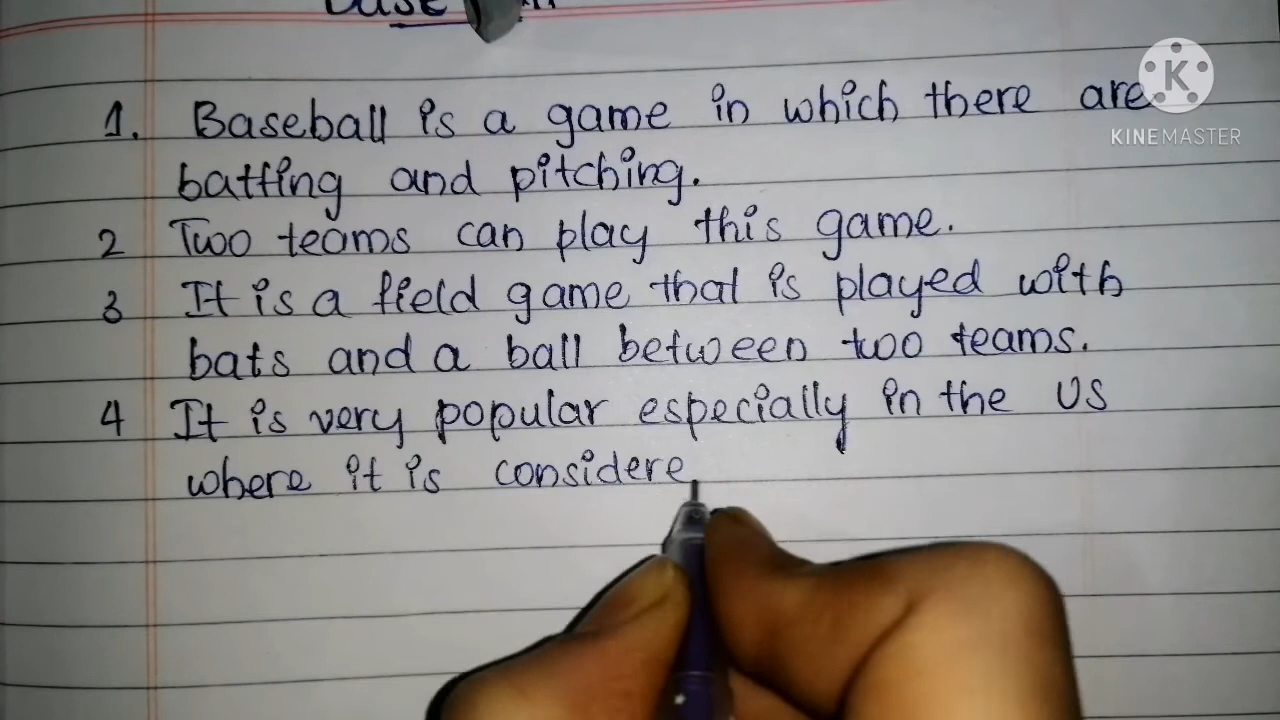 1. Baseball is a game in which there are
batting and pitching.
2 Two teams can play this game.
3 It is a field game that is played with
bats and a ball between two teams.
4 It is very popular especially in the US
where it is considere
KINEMASTER